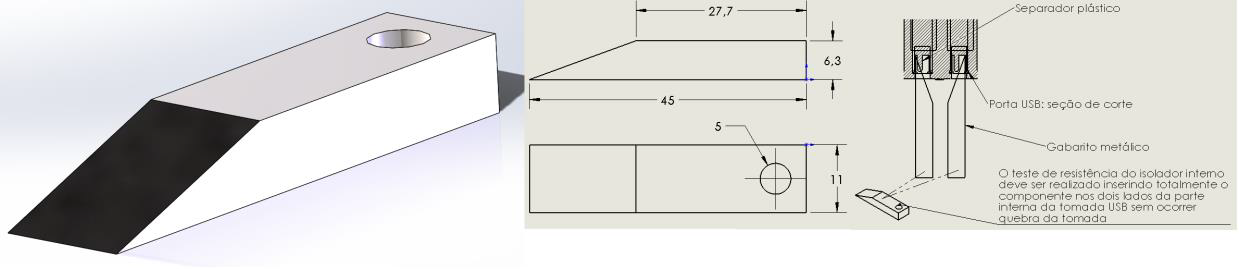 27,7
6,3
45
5
11
Separador plástico
Porta USB: seção de corte
Gabarito metálico
O teste de resistência do isolador interno
deve ser realizado inserindo totalmente o
componente nos dois lados da parte
interna da tomada USB sem ocorrer
quebra da tomada